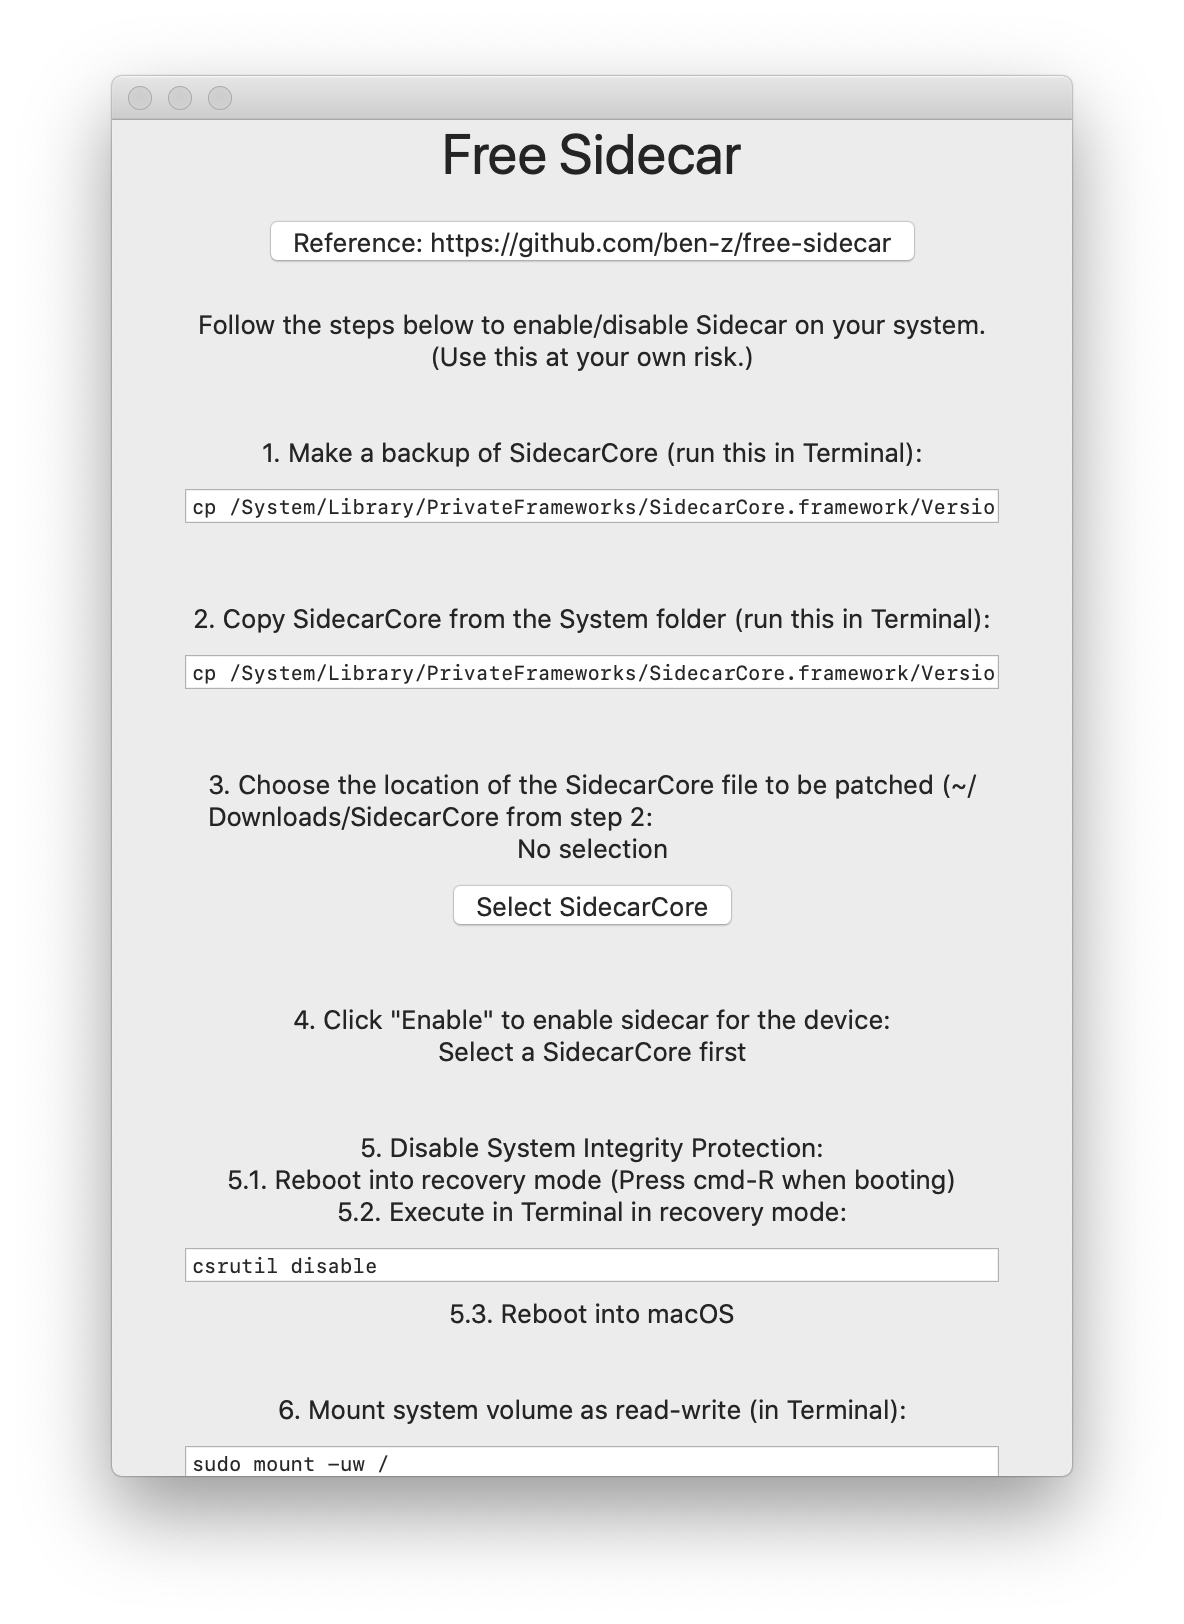 Free Sidecar
Reference: https://github.com/ben-z/free-sidecar
Follow the steps below to enable/disable Sidecar on your system.
(Use this at your own risk.)
1. Make a backup of SidecarCore (run this in Terminal):
cp /System/Library/PrivateFrameworks/SidecarCore.framework/Versio
2. Copy SidecarCore from the System folder (run this in Terminal):
cp /System/Library/PrivateFrameworks/SidecarCore.framework/Versio
3. Choose the location of the SidecarCore file to be patched (~/
Downloads/SidecarCore from step 2:
No selection
Select SidecarCore
4. Click "Enable" to enable sidecar for the device:
Select a SidecarCore first
5. Disable System Integrity Protection:
5.1. Reboot into recovery mode (Press cmd-R when booting)
5.2. Execute in Terminal in recovery mode:
csrutil disable
5.3. Reboot into macOS
6. Mount system volume as read-write (in Terminal):
sudo mount -uw /